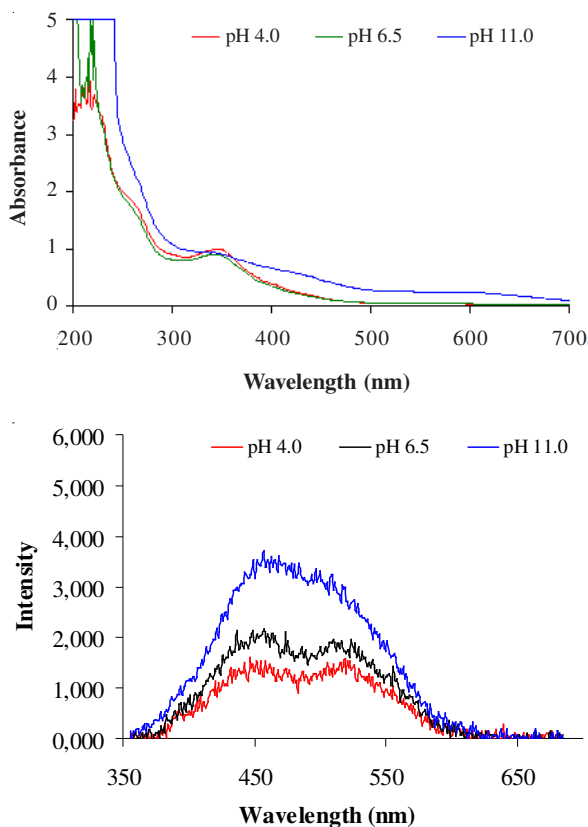 5
pH 4.0 pH 6.5 pH 11.0
4
3
2
1
0
Absorbance
200 300 400 500 600 700
Wavelength (nm)
6,000
pH 4.0 pH 6.5 pH 11.0
5,000
4,000
3,000
2,000
1,000
0,000
Intensity
350 450 550 650
Wavelength (nm)